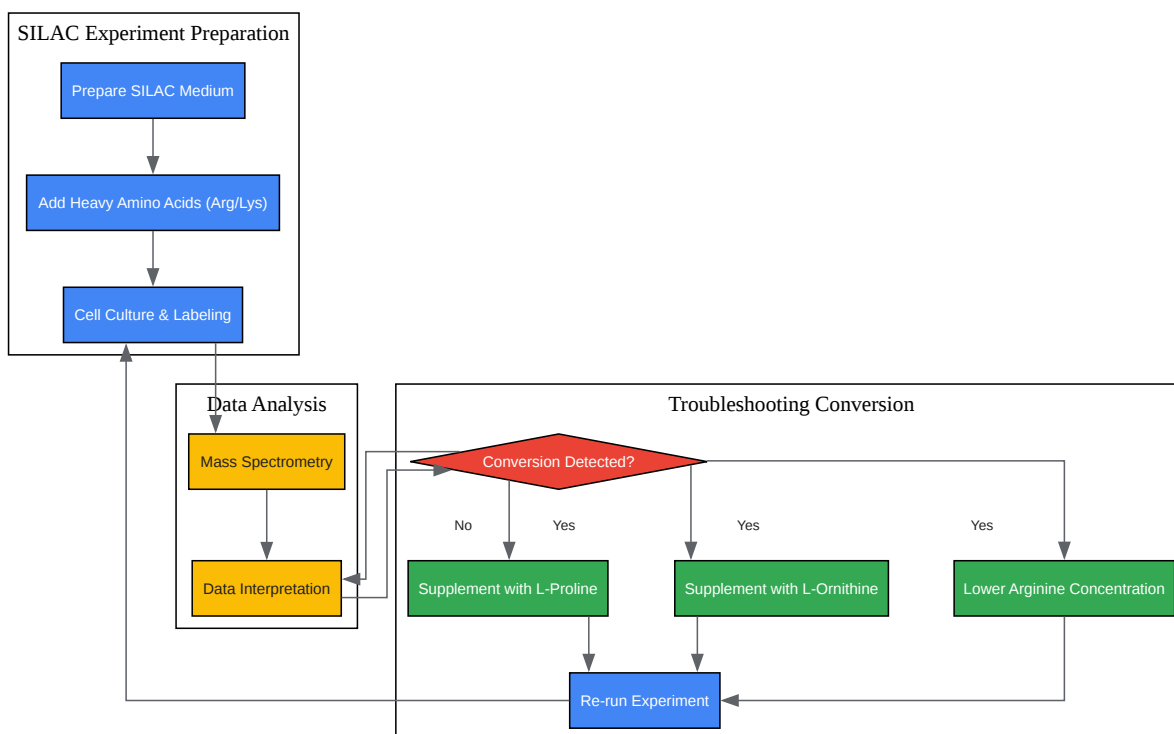 SILAC Experiment Preparation
Prepare SILAC Medium
Add Heavy Amino Acids (Arg/Lys)
Cell Culture & Labeling
Data Analysis
Mass Spectrometry
Data Interpretation
Troubleshooting Conversion
Conversion Detected?
No
Yes
Yes
Yes
Supplement with L-Proline
Supplement with L-Ornithine
Lower Arginine Concentration
Re-run Experiment